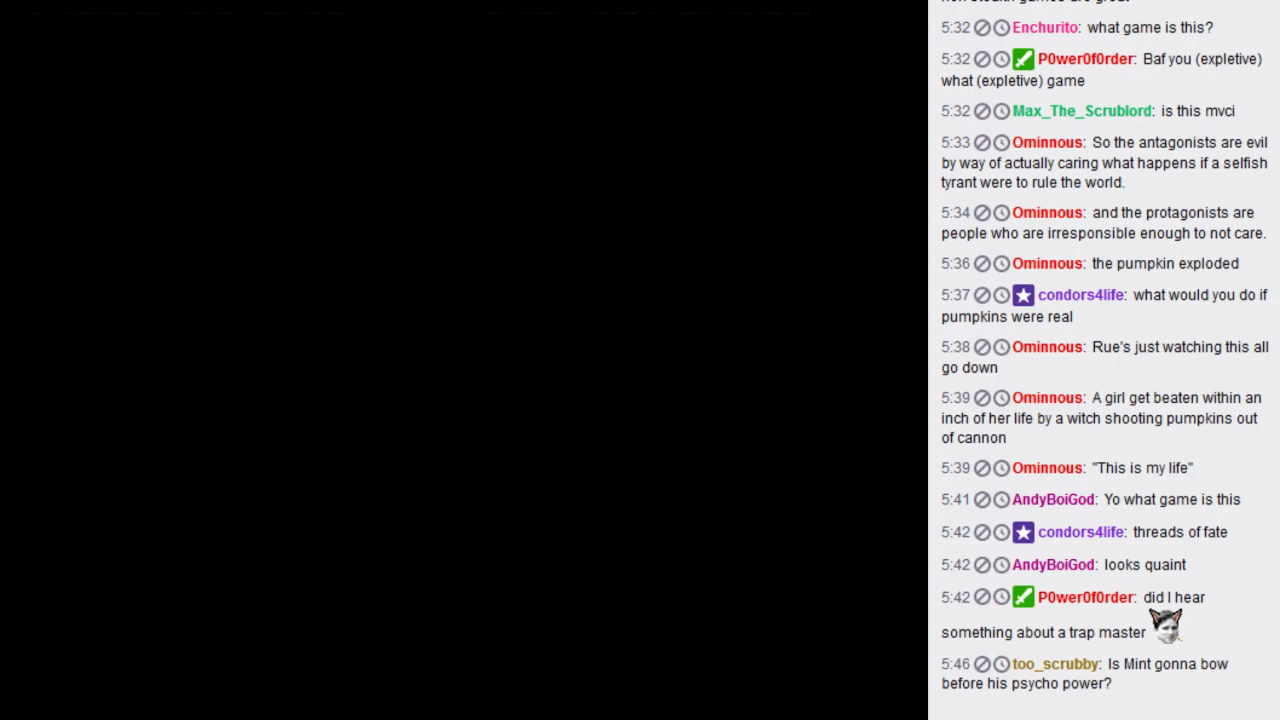 non stealth games are great
5:32 Enchurito: what game is this?
5:32 P0wer0f0rder: Baf you (expletive)
what (expletive) game
5:32 Max_The_Scrublord: is this mvci
5:33 Ominnous: So the antagonists are evil
by way of actually caring what happens if a selfish
tyrant were to rule the world.
5:34 Ominnous: and the protagonists are
people who are irresponsible enough to not care.
5:36 Ominnous: the pumpkin exploded
5:37 condors4life: what would you do if
pumpkins were real
5:38 Ominnous: Rue's just watching this all
go down
5:39 Ominnous: A girl get beaten within an
inch of her life by a witch shooting pumpkins out
of cannon
5:39 Ominnous: "This is my life"
5:41 AndyBoiGod: Yo what game is this
5:42 condors4life: threads of fate
5:42 AndyBoiGod: looks quaint
5:42 P0wer0f0rder: did I hear
something about a trap master
5:46 too_scrubby: Is Mint gonna bow
before his psycho power?